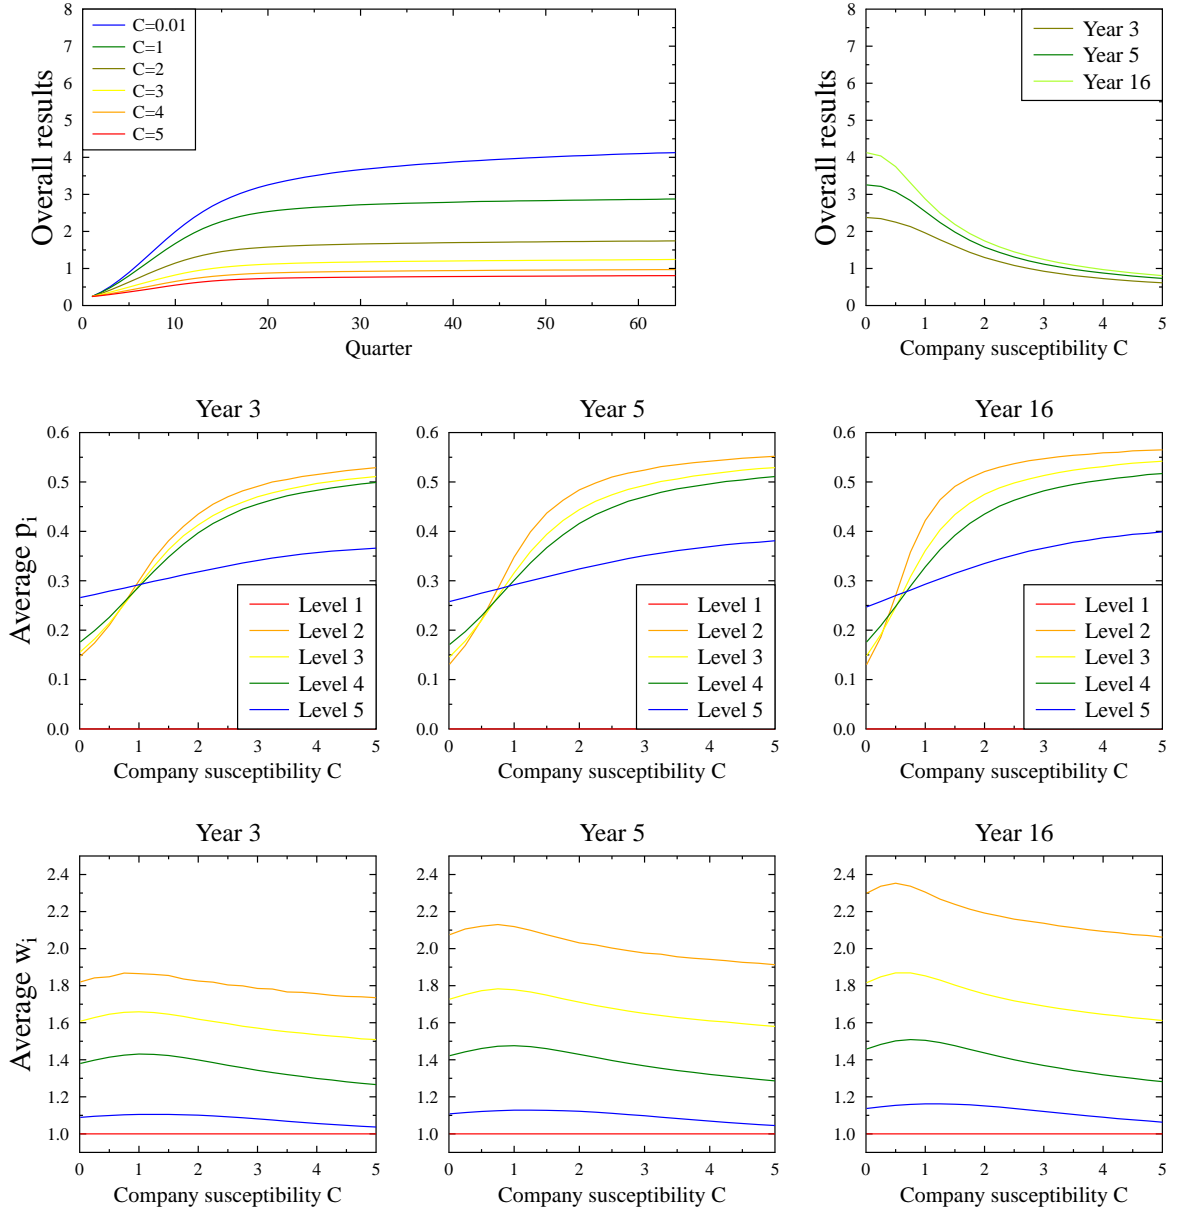 Overall results
8
7
6
5
4
3
2
1
0
C=0.01
C=1
C=2
C=3
C=4
C=5
0 10 20 30 40 50 60
Quarter
Overall results
8
7
6
5
4
3
2
1
0
Year 3
Year 5
Year 16
0 1 2 3 4 5
Company susceptibility C
Year 3
Average p_i
0.6
0.5
0.4
0.3
0.2
0.1
0.0
Level 1
Level 2
Level 3
Level 4
Level 5
0 1 2 3 4 5
Company susceptibility C
Year 5
0.6
0.5
0.4
0.3
0.2
0.1
0.0
Level 1
Level 2
Level 3
Level 4
Level 5
0 1 2 3 4 5
Company susceptibility C
Year 16
0.6
0.5
0.4
0.3
0.2
0.1
0.0
Level 1
Level 2
Level 3
Level 4
Level 5
0 1 2 3 4 5
Company susceptibility C
Year 3
Average w_i
2.4
2.2
2.0
1.8
1.6
1.4
1.2
1.0
0 1 2 3 4 5
Company susceptibility C
Year 5
2.4
2.2
2.0
1.8
1.6
1.4
1.2
1.0
0 1 2 3 4 5
Company susceptibility C
Year 16
2.4
2.2
2.0
1.8
1.6
1.4
1.2
1.0
0 1 2 3 4 5
Company susceptibility C